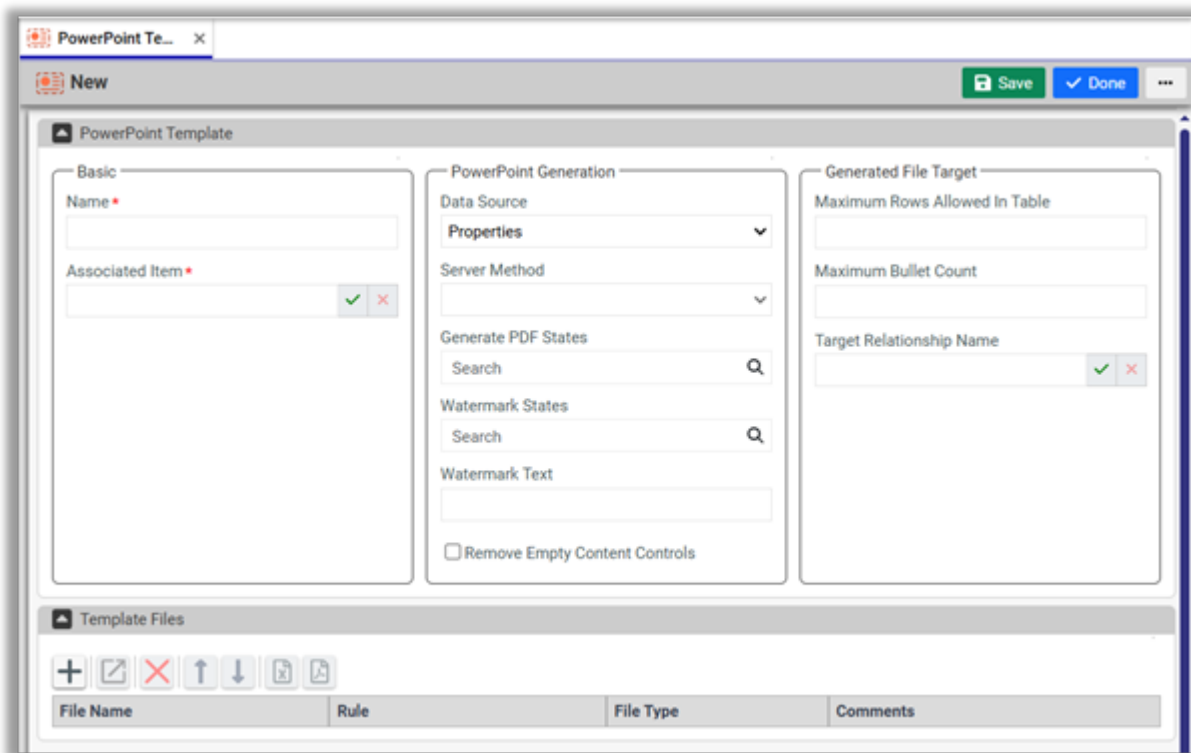 PowerPoint Te...
New
Save
Done
PowerPoint Template
Basic
Name •
Associated Item •
PowerPoint Generation
Data Source
Properties
Server Method
Generate PDF States
Search
Watermark States
Search
Watermark Text
Remove Empty Content Controls
Generated File Target
Maximum Rows Allowed In Table
Maximum Bullet Count
Target Relationship Name
Template Files
File Name Rule File Type Comments